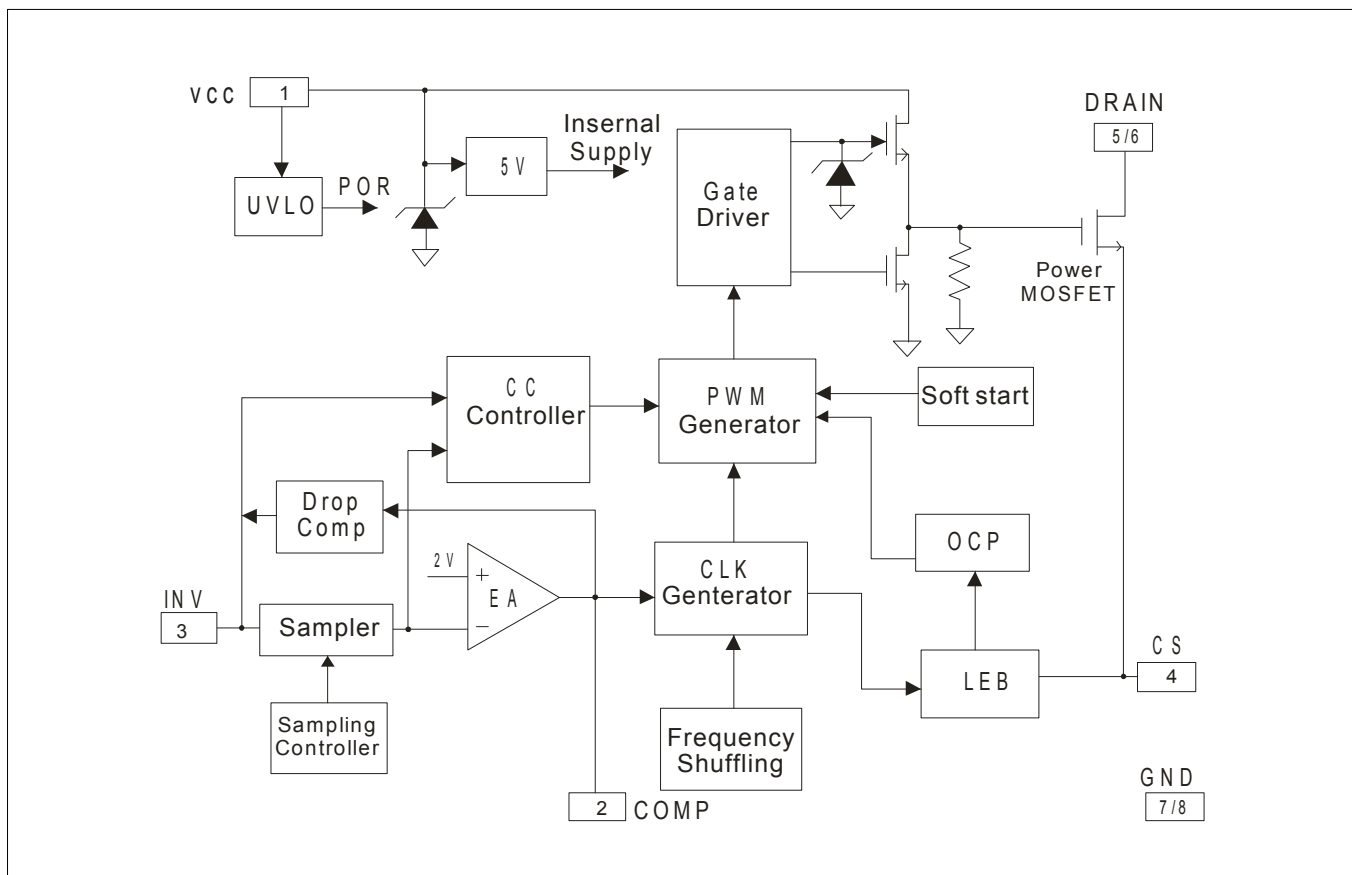 VCC
1
DRAIN
5/6
Insernal
Supply
5V
UVLO
POR
Gate
Driver
Power
MOSFET
CC
Controller
PWM
Generator
Soft start
Drop
Comp
2V
+
EA
−
CLK
Genterator
OCP
INV
3
Sampler
LEB
CS
4
Sampling
Controller
Frequency
Shuffling
2
COMP
GND
7/8